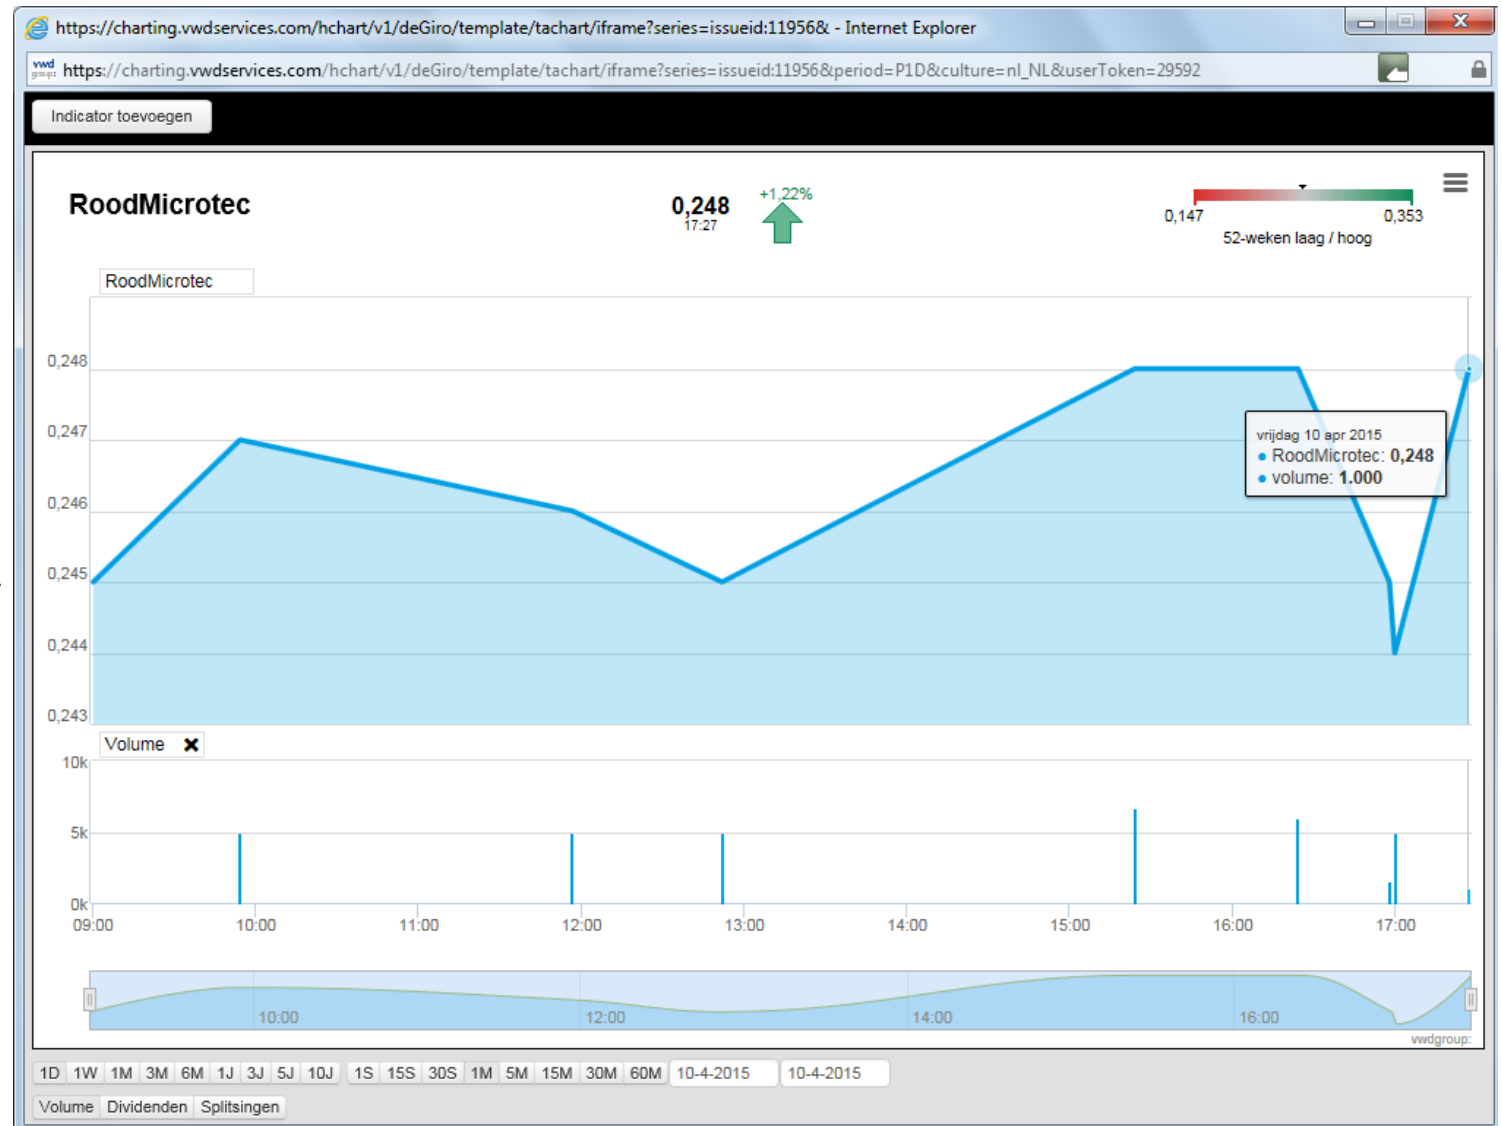 https://charting.vwdservices.com/hchart/v1/deGiro/template/tachart/iframe?series=issueid:11956& - Internet Explorer
vwd group: https://charting.vwdservices.com/hchart/v1/deGiro/template/tachart/iframe?series=issueid:11956&period=P1D&culture=nl_NL&userToken=29592
Indicator toevoegen
RoodMicrotec
0,248
17:27
+1,22%
0,147 0,353
52-weken laag / hoog
RoodMicrotec
0,248
0,247
0,246
0,245
0,244
0,243
vrijdag 10 apr 2015
• RoodMicrotec: 0,248
• volume: 1.000
Volume ✖
10k
5k
0k
09:00 10:00 11:00 12:00 13:00 14:00 15:00 16:00 17:00
10:00 12:00 14:00 16:00
vwdgroup:
1D 1W 1M 3M 6M 1J 3J 5J 10J 1S 15S 30S 1M 5M 15M 30M 60M 10-4-2015 10-4-2015
Volume Dividenden Splitsingen